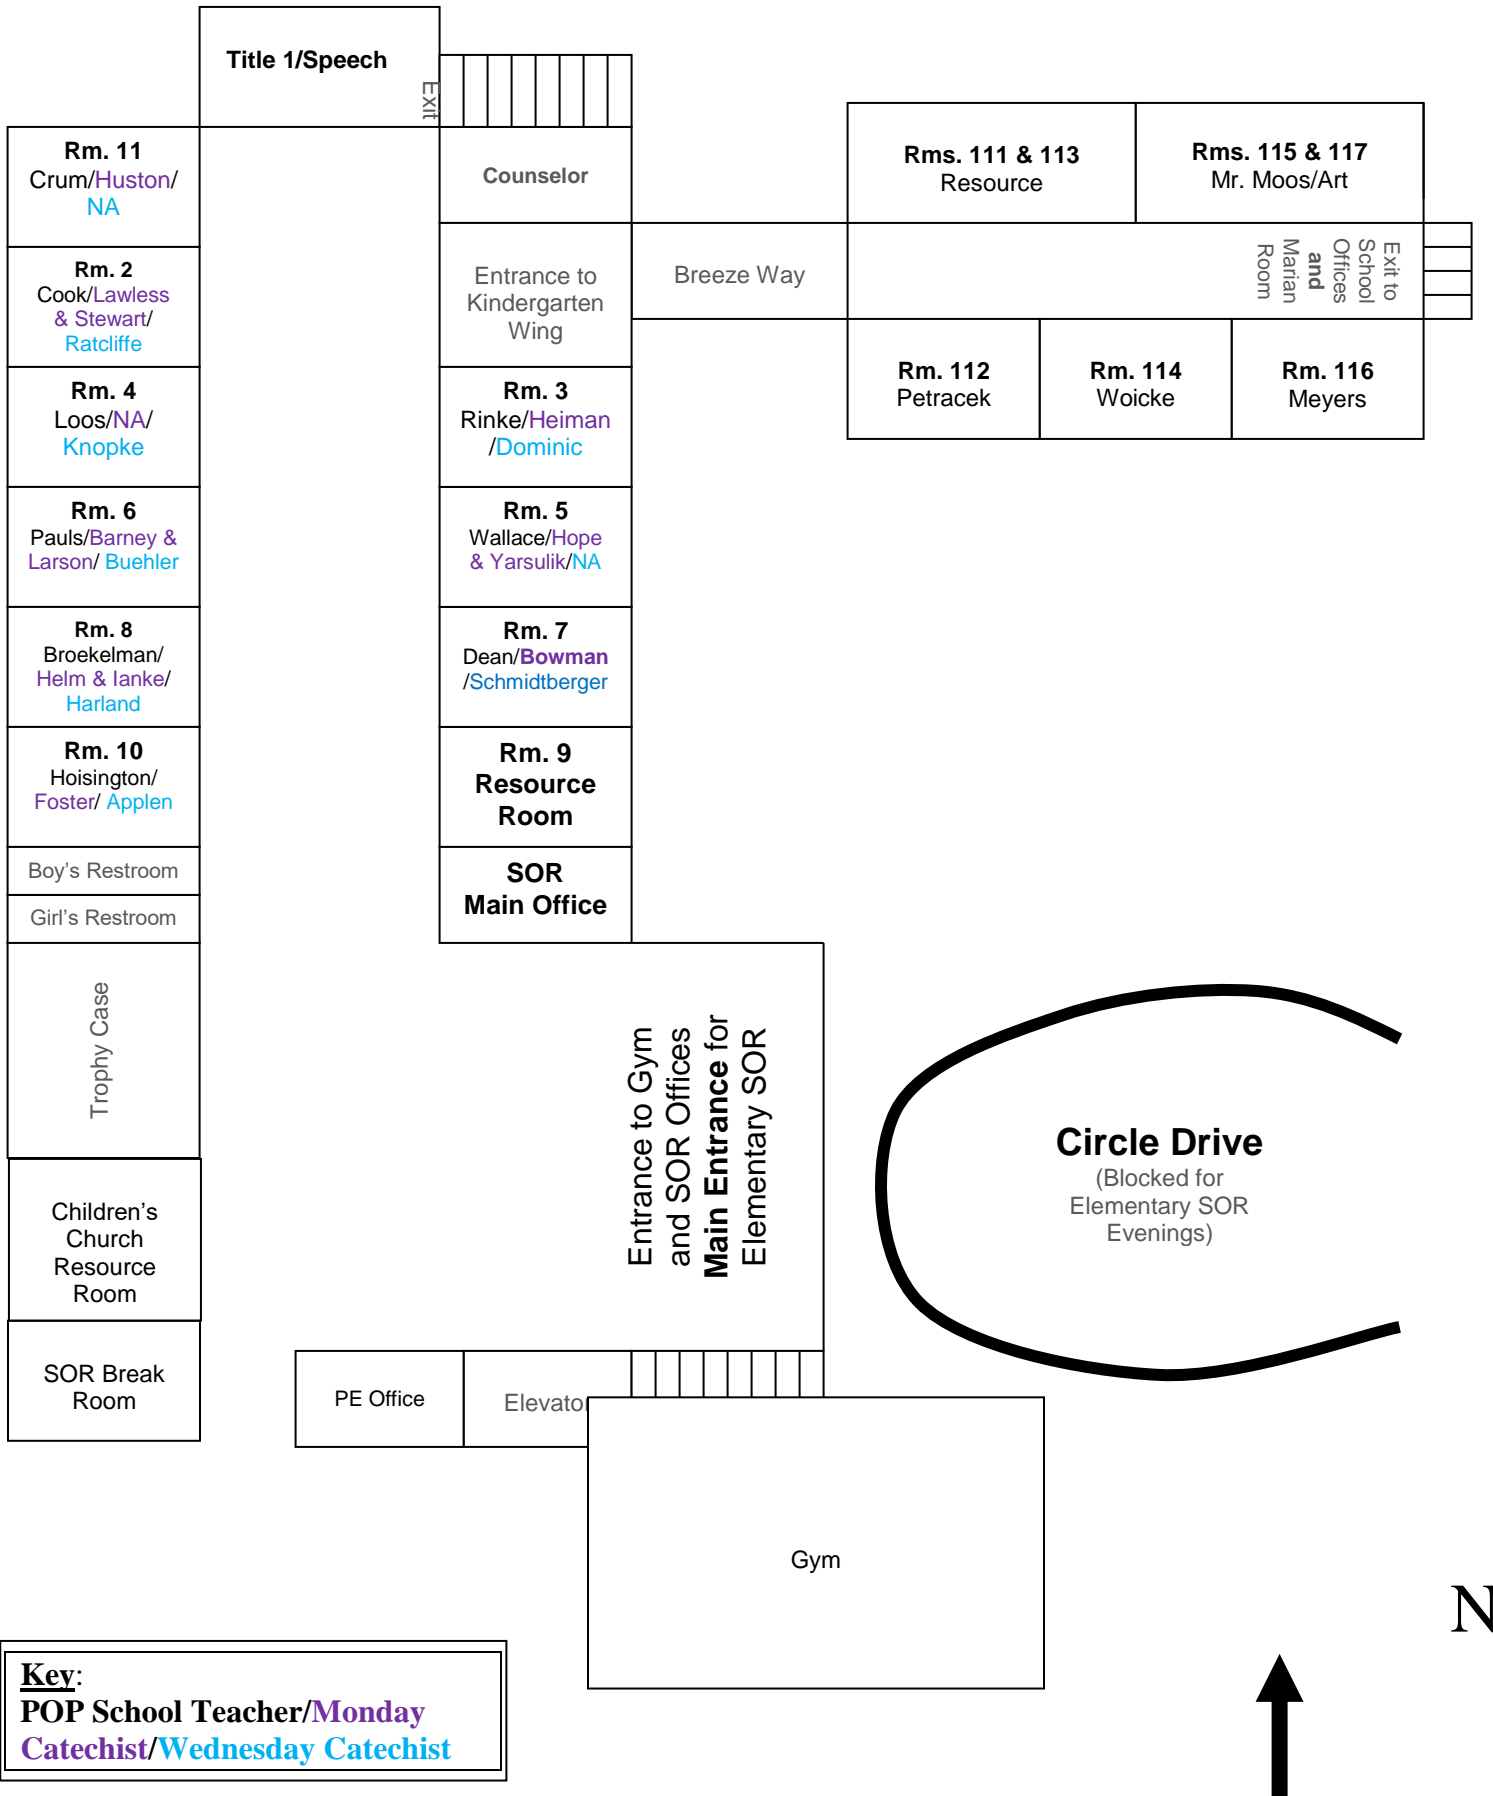 Title 1/Speech
Exit
Rm. 11
Crum/Huston/
NA
Counselor
Rms. 111 & 113
Resource
Rms. 115 & 117
Mr. Moos/Art
Rm. 2
Cook/Lawless
& Stewart/
Ratcliffe
Entrance to
Kindergarten
Wing
Breeze Way
Exit to
School
Offices
and
Marian
Room
Rm. 4
Loos/NA/
Knopke
Rm. 3
Rinke/Heiman
/Dominic
Rm. 112
Petracek
Rm. 114
Woicke
Rm. 116
Meyers
Rm. 6
Pauls/Barney &
Larson/ Buehler
Rm. 5
Wallace/Hope
& Yarsulik/NA
Rm. 8
Broekelman/
Helm & Ianke/
Harland
Rm. 7
Dean/Bowman
/Schmidtberger
Rm. 10
Hoisington/
Foster/ Applen
Rm. 9
Resource
Room
Boy’s Restroom
Girl’s Restroom
SOR
Main Office
Trophy Case
Entrance to Gym
and SOR Offices
Main Entrance for
Elementary SOR
Circle Drive
(Blocked for
Elementary SOR
Evenings)
Children’s
Church
Resource
Room
SOR Break
Room
PE Office
Elevato
Gym
N
Key:
POP School Teacher/Monday
Catechist/Wednesday Catechist